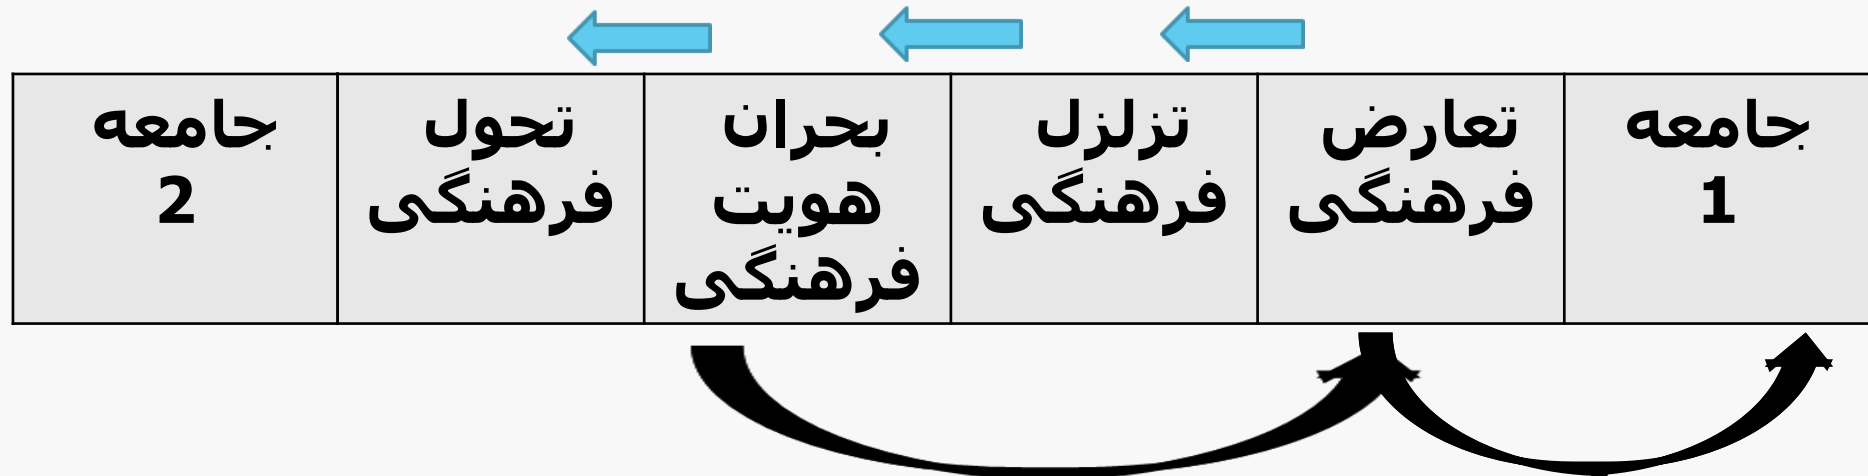 جامعه
1
تعارض
فرهنگی
تزلزل
فرهنگی
بحران
هویت
فرهنگی
تحول
فرهنگی
جامعه
2